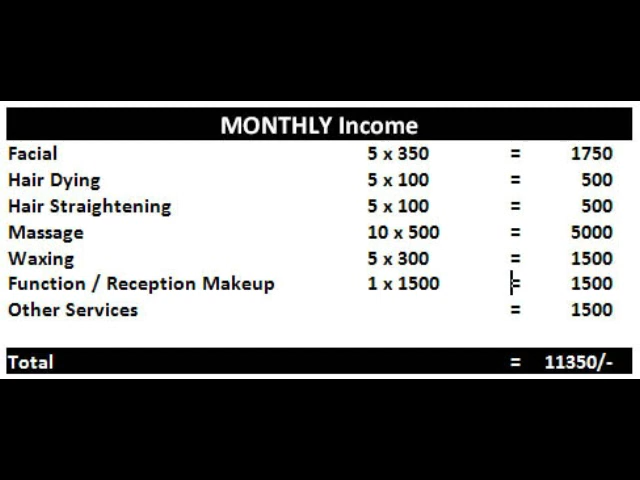 MONTHLY Income
Facial 5 x 350 = 1750
Hair Dying 5 x 100 = 500
Hair Straightening 5 x 100 = 500
Massage 10 x 500 = 5000
Waxing 5 x 300 = 1500
Function / Reception Makeup 1 x 1500 = 1500
Other Services = 1500
Total = 11350/-